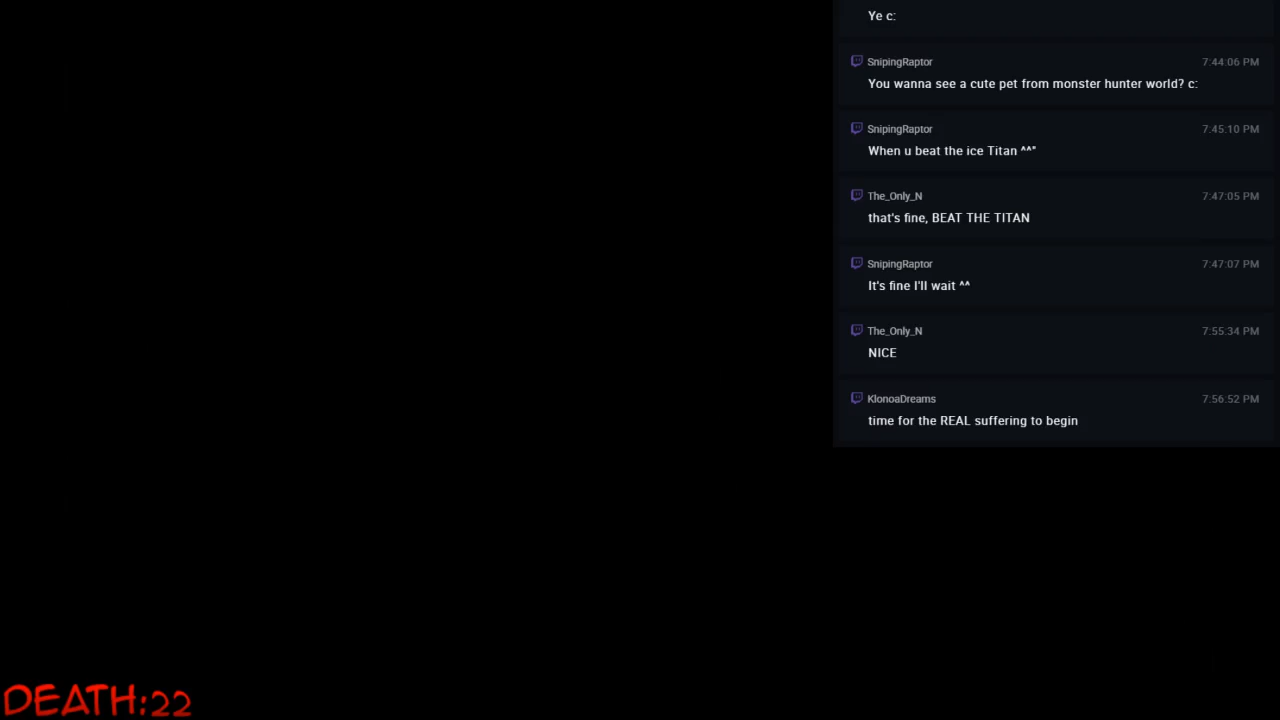 Ye c:
SnipingRaptor 7:44:06 PM
You wanna see a cute pet from monster hunter world? c:
SnipingRaptor 7:45:10 PM
When u beat the ice Titan ^^"
The_Only_N 7:47:05 PM
that's fine, BEAT THE TITAN
SnipingRaptor 7:47:07 PM
It's fine I'll wait ^^
The_Only_N 7:55:34 PM
NICE
KlonoaDreams 7:56:52 PM
time for the REAL suffering to begin
DEATH:22